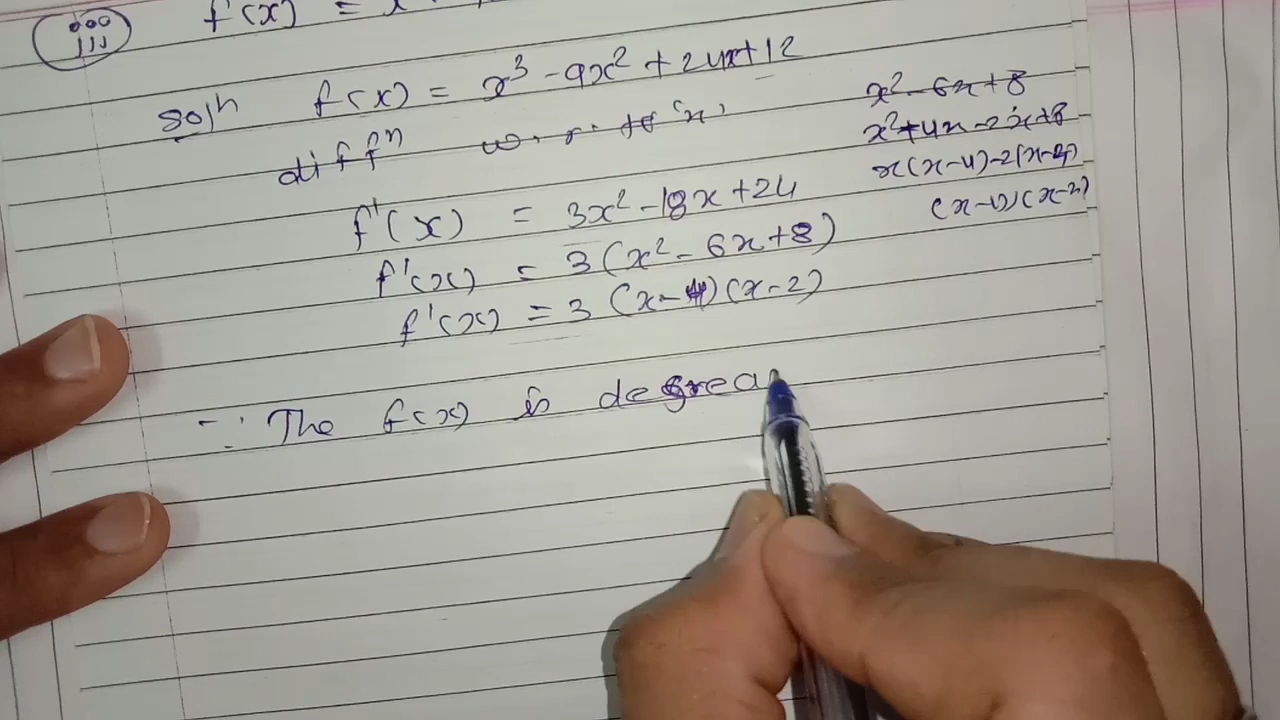 iii f(x) = x
Soln f(x) = x³ - 9x² + 24x + 12
diffⁿ w.r. to 'x'
f'(x) = 3x² - 18x + 24
f'(x) = 3(x² - 6x + 8)
f'(x) = 3(x-4)(x-2)
∵ The f(x) is decrea
x² - 6x + 8
x² + 4x - 2x + 8
x(x-4)-2(x-4)
(x-4)(x-2)